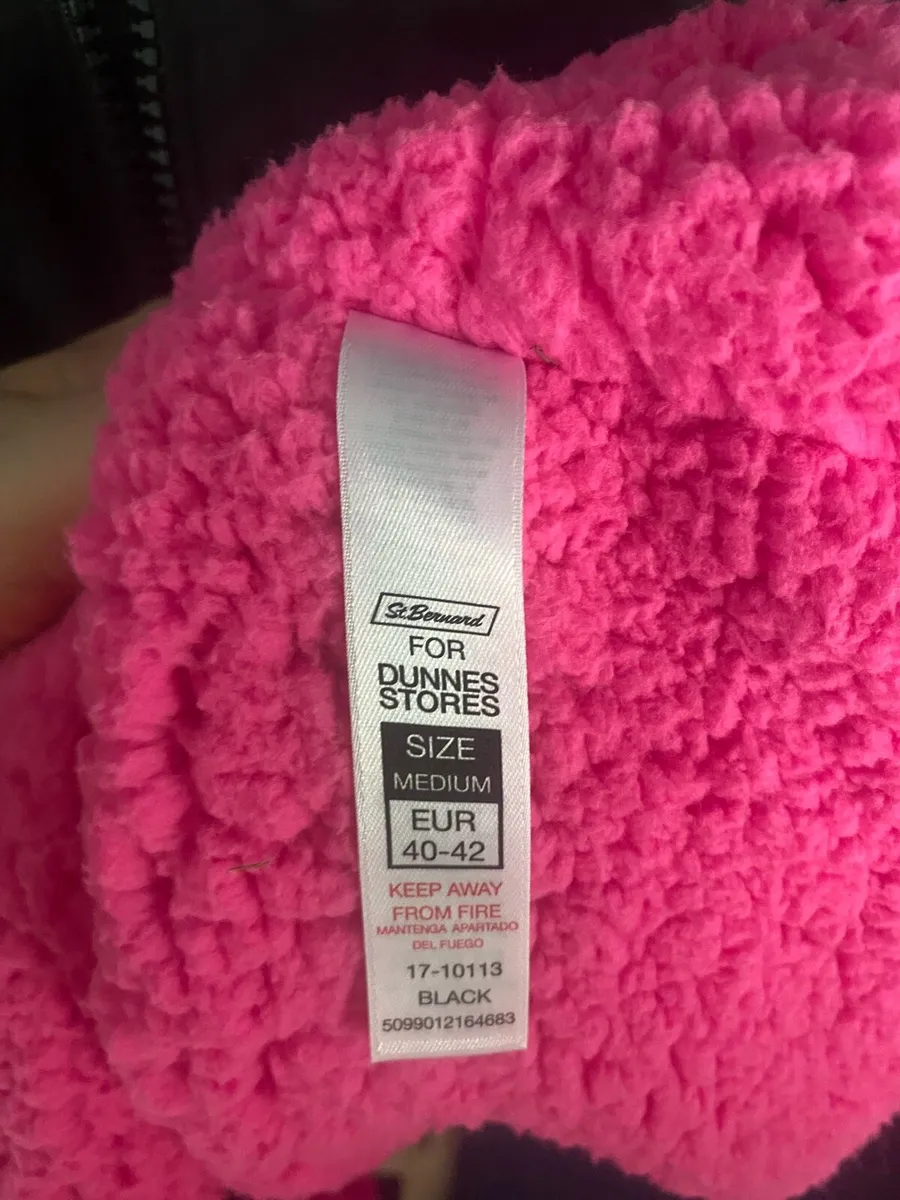 St.Bernard
FOR
DUNNES
STORES
SIZE
MEDIUM
EUR
40-42
KEEP AWAY
FROM FIRE
MANTENGA APARTADO
DEL FUEGO
17-10113
BLACK
5099012164683